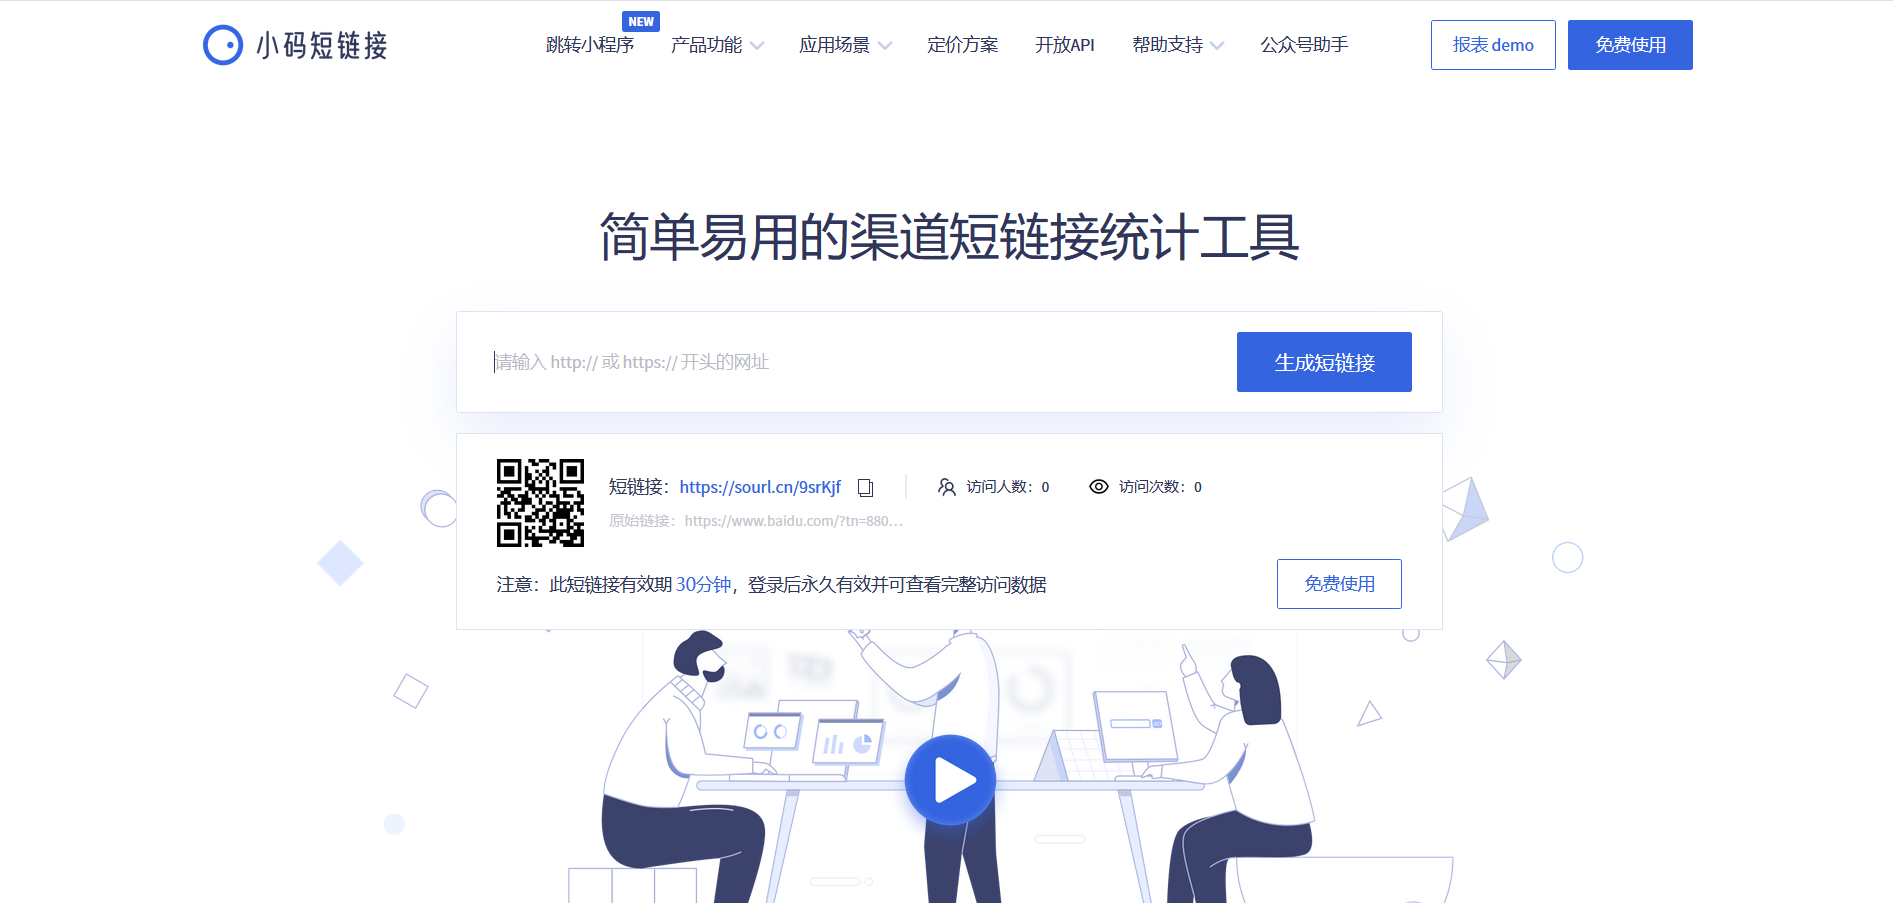 小码短链接
NEW
跳转小程序 产品功能 应用场景 定价方案 开放API 帮助支持 公众号助手 报表 demo 免费使用
简单易用的渠道短链接统计工具
请输入 http:// 或 https:// 开头的网址 生成短链接
短链接：https://sourl.cn/9srKjf 访问人数：0 访问次数：0
原始链接：https://www.baidu.com/?tn=880...
注意：此短链接有效期 30分钟，登录后永久有效并可查看完整访问数据 免费使用